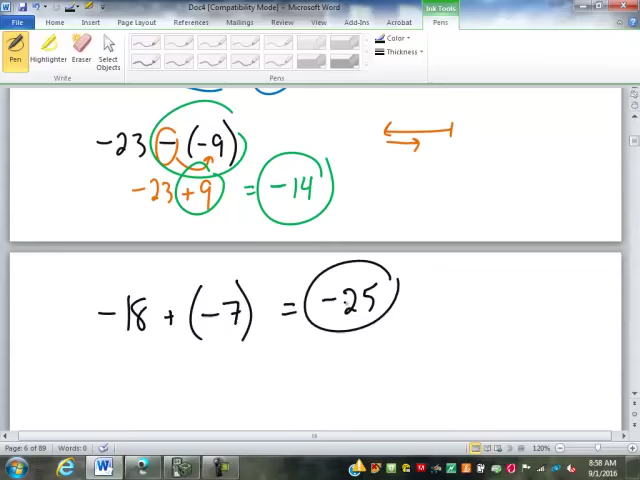 Doc4 [Compatibility Mode] - Microsoft Word
Ink Tools
File Home Insert Page Layout References Mailings Review View Add-Ins Acrobat Pens
Pen Highlighter Eraser Select Objects
Color
Thickness
Write
Pens
-23 - (-9)
-23 + 9 = -14
-18 + (-7) = -25
Page: 6 of 89 Words: 0
120%
8:58 AM
9/1/2016